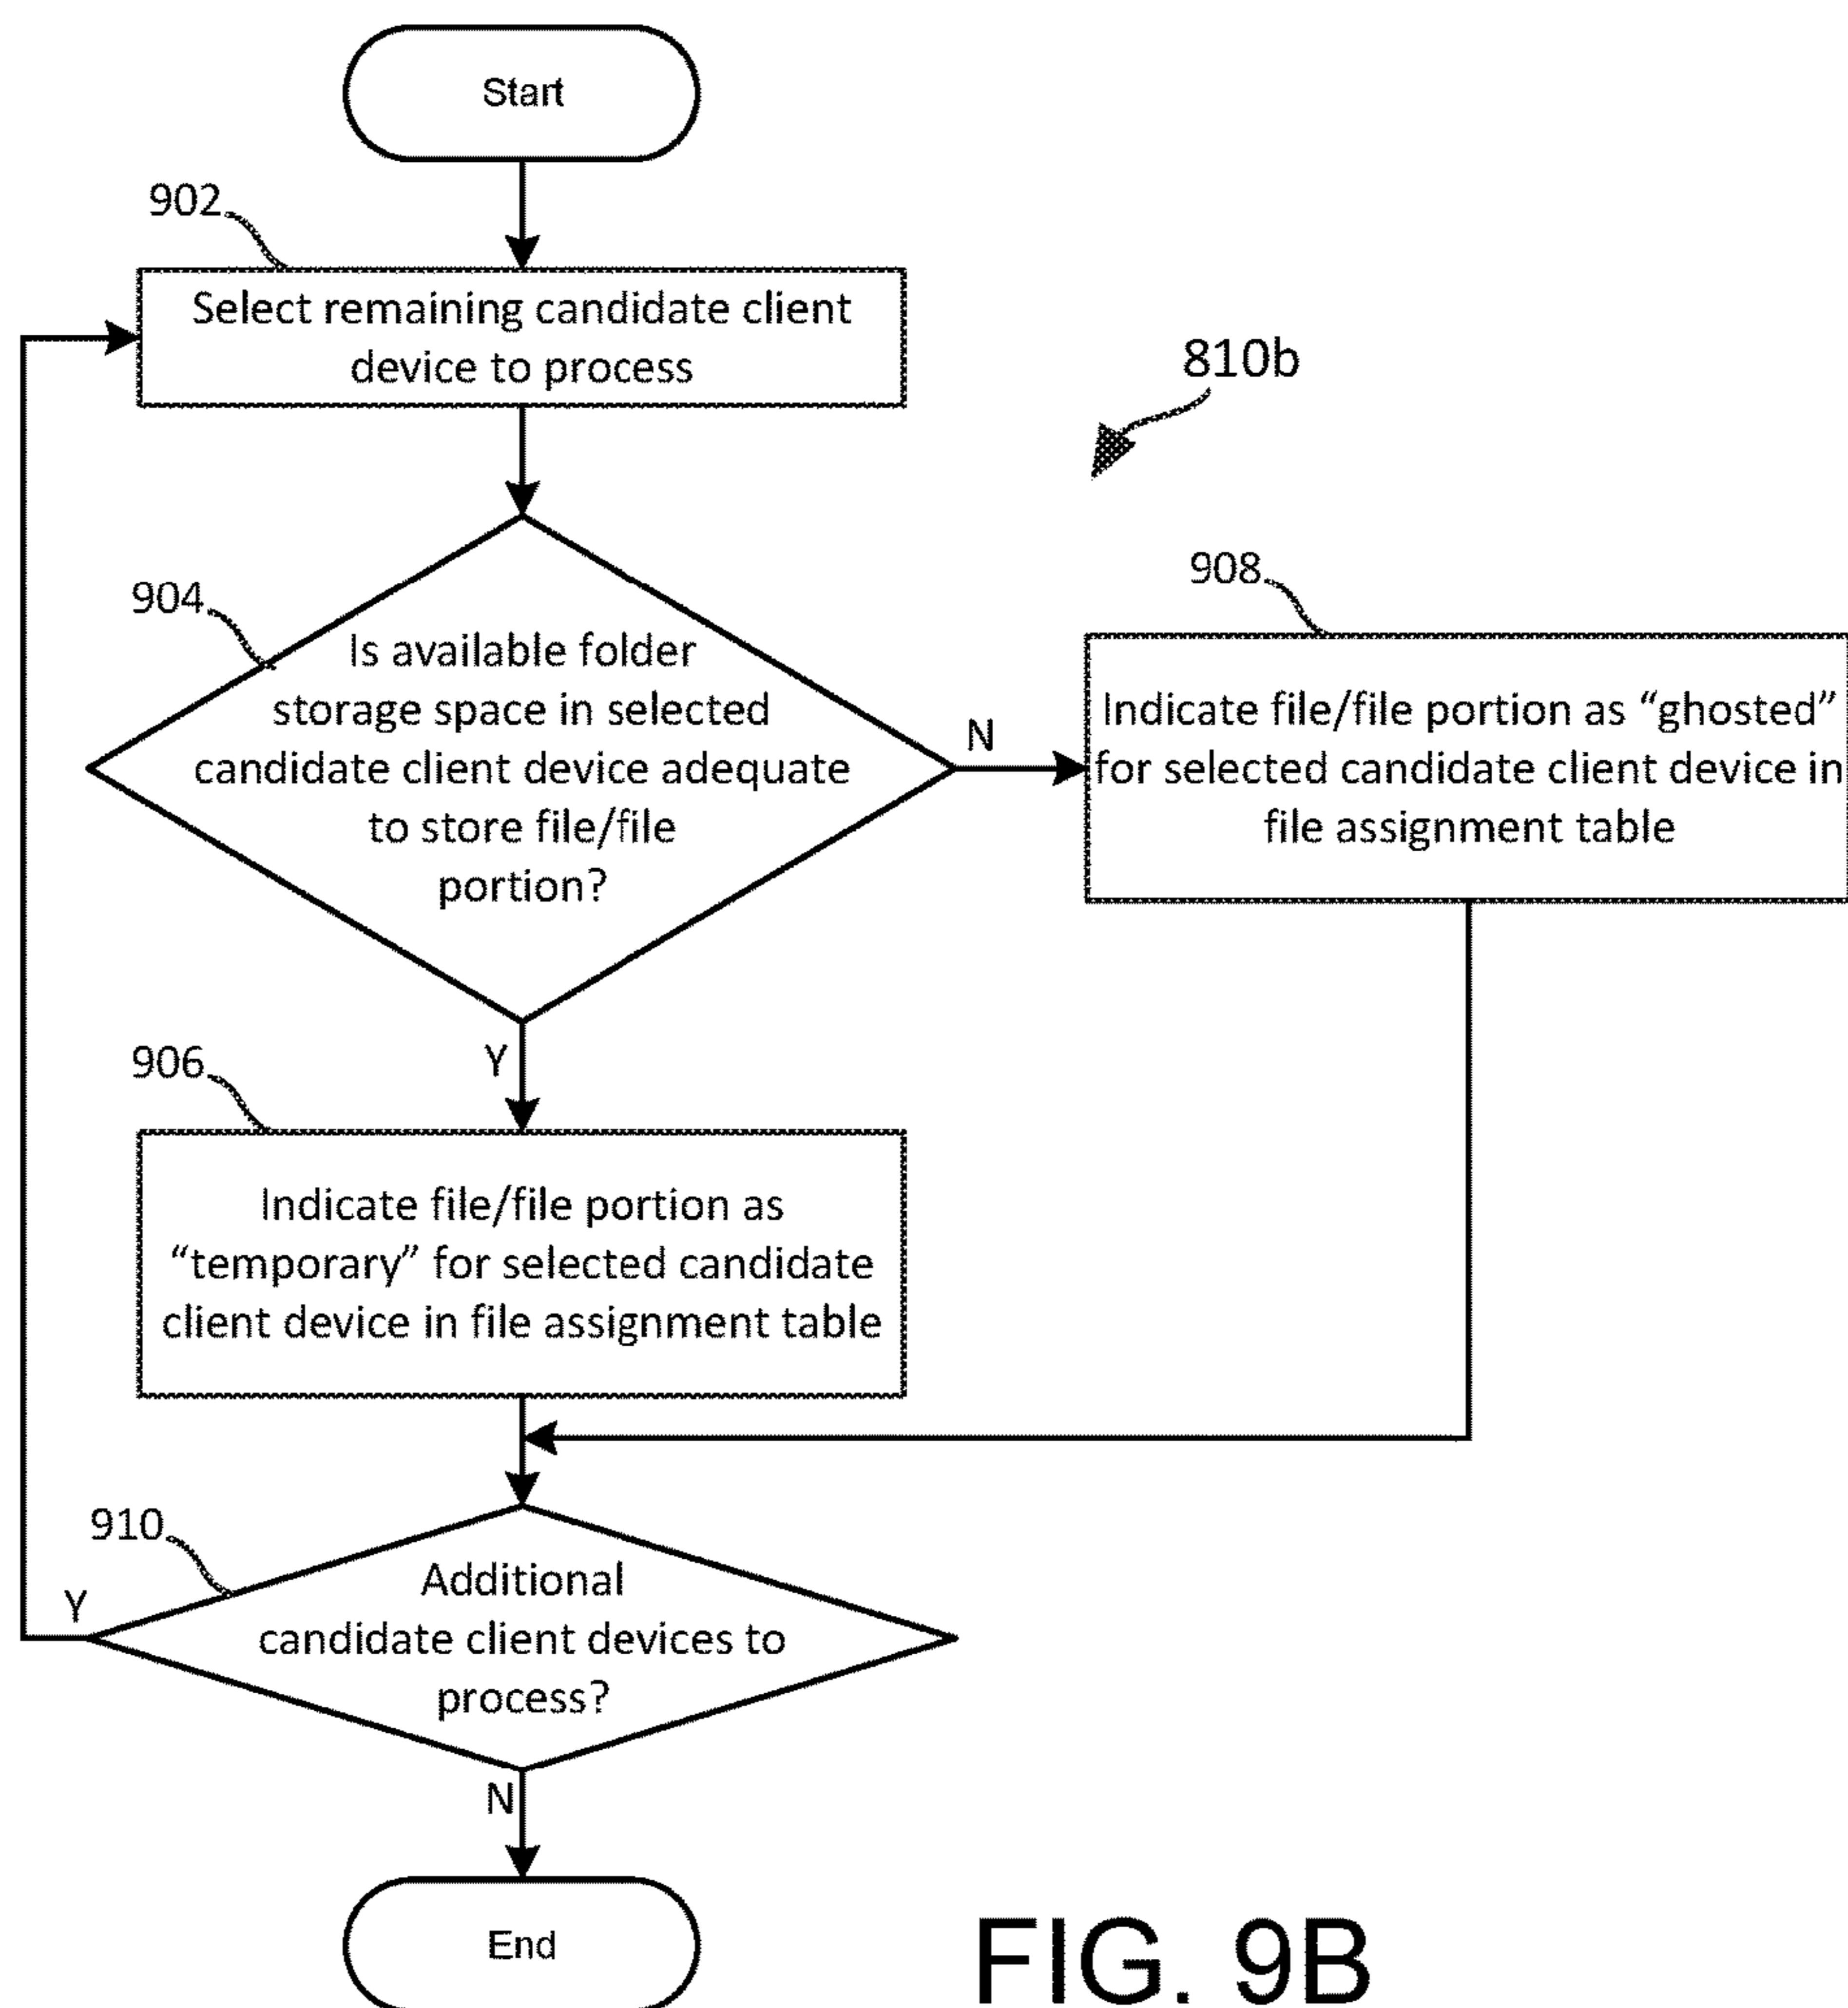 Start
902
Select remaining candidate client
device to process
810b
904
Is available folder
storage space in selected
candidate client device adequate
to store file/file
portion?
N
908
Indicate file/file portion as “ghosted”
for selected candidate client device in
file assignment table
Y
906
Indicate file/file portion as
“temporary” for selected candidate
client device in file assignment table
910
Y
Additional
candidate client devices to
process?
N
End
FIG. 9B